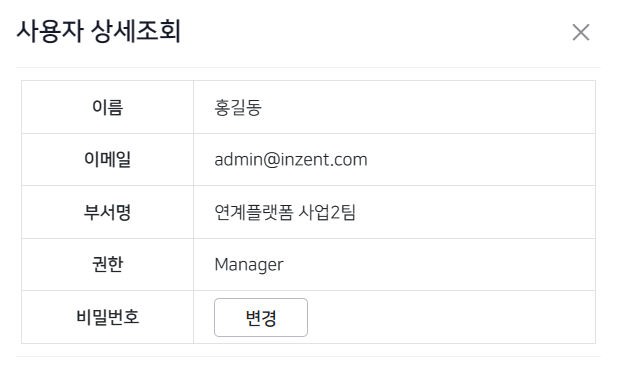 사용자 상세조회
이름 홍길동
이메일 admin@inzent.com
부서명 연계플랫폼 사업2팀
권한 Manager
비밀번호 변경